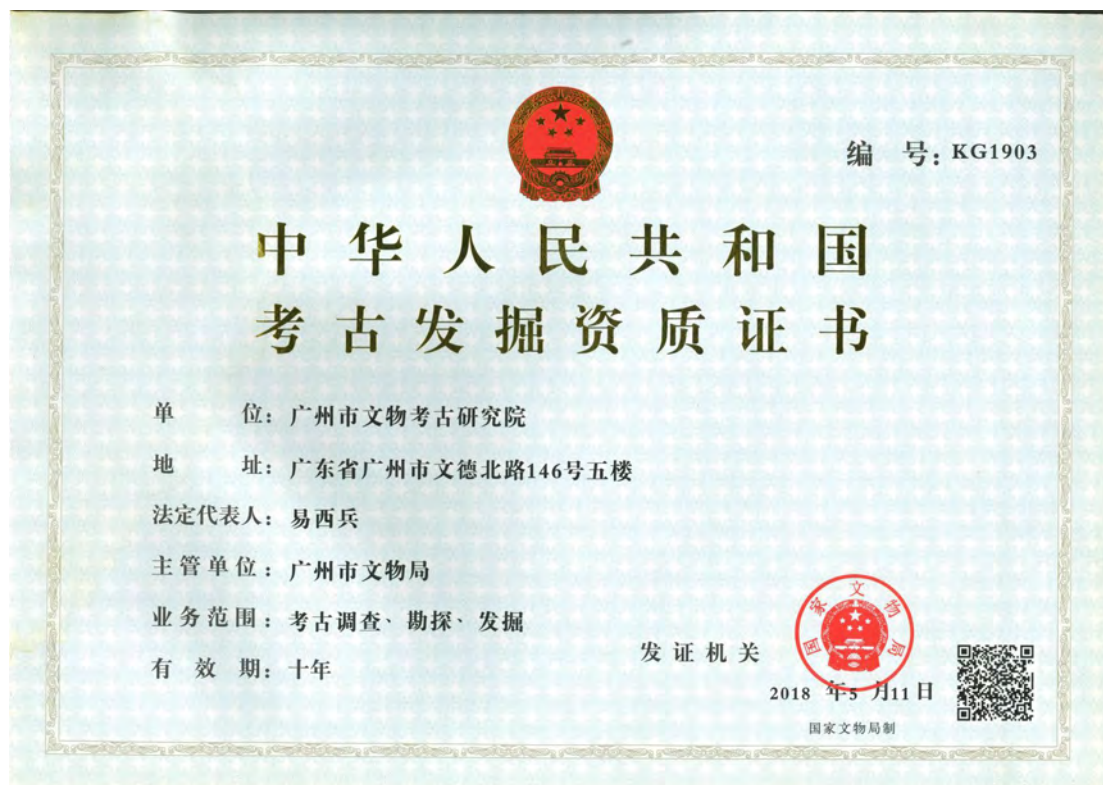 编 号: KG1903
中华人民共和国
考古发掘资质证书
单 位: 广州市文物考古研究院
地 址: 广东省广州市文德北路146号五楼
法定代表人: 易西兵
主管单位: 广州市文物局
业务范围: 考古调查、勘探、发掘
有 效 期: 十年
发证机关
国家文物局
2018 年5 月11日
国家文物局制